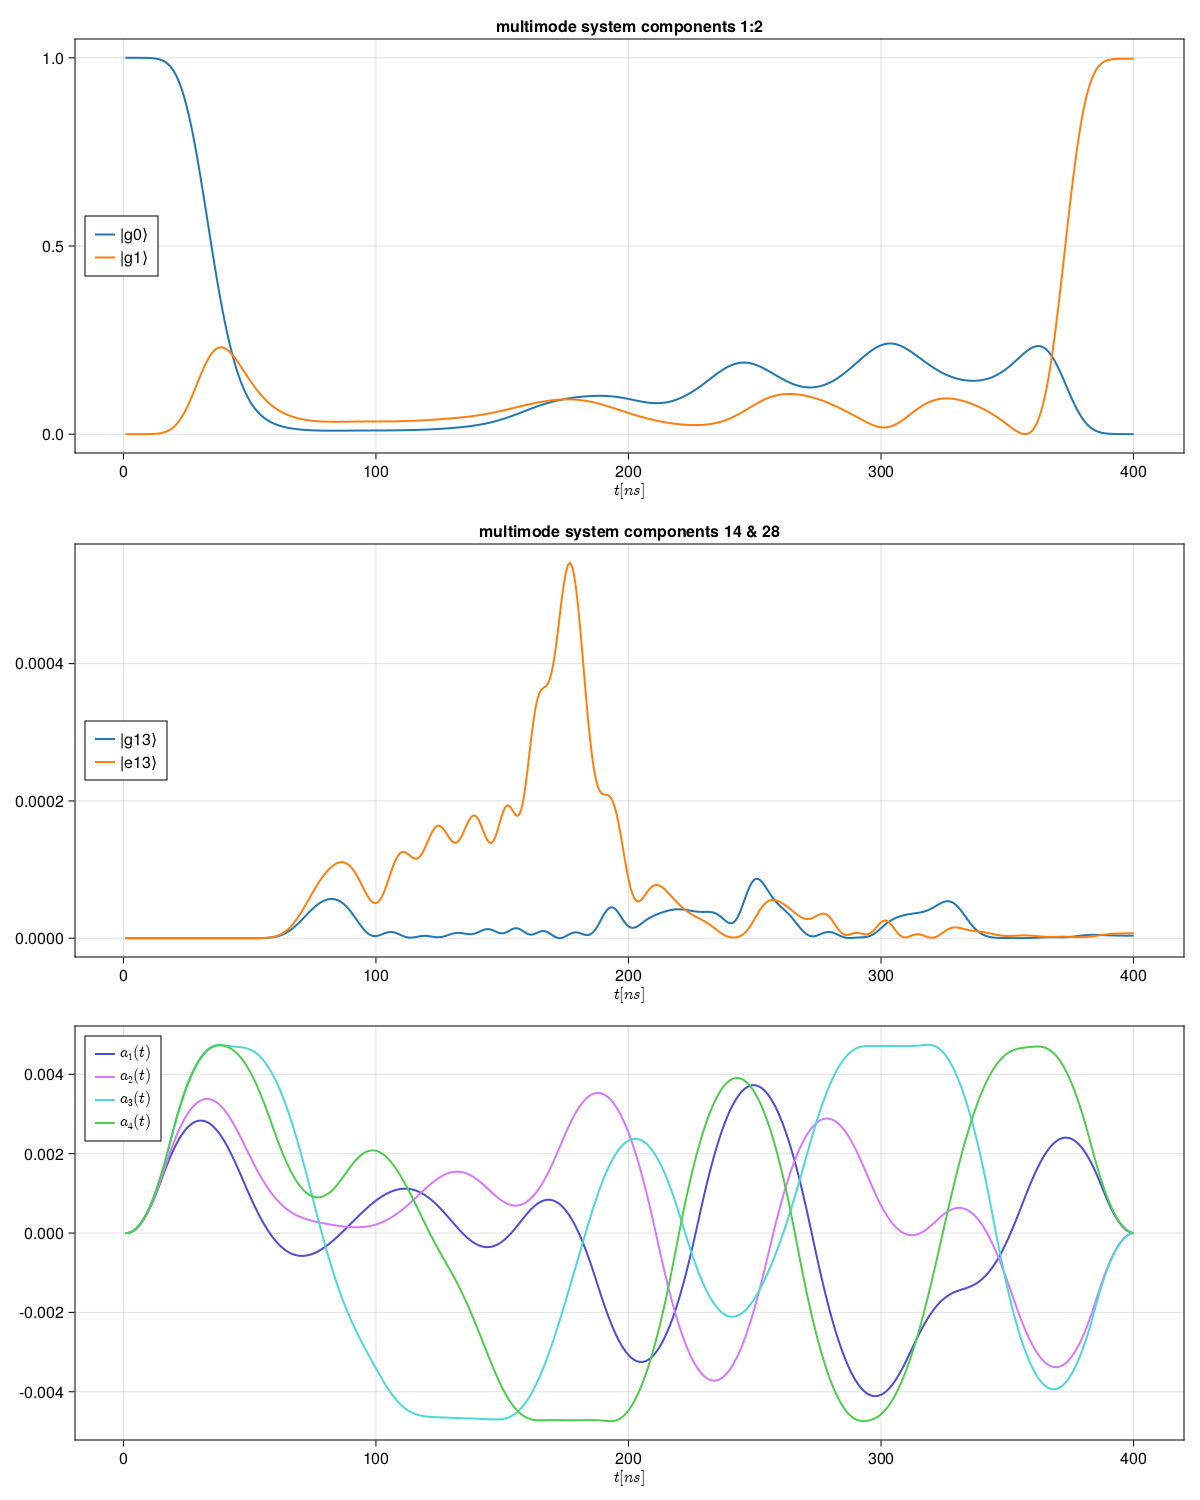 multimode system components 1:2
1.0
0.5
0.0
|g0⟩
|g1⟩
0 100 200 300 400
t[ns]
multimode system components 14 & 28
0.0004
0.0002
0.0000
|g13⟩
|e13⟩
0 100 200 300 400
t[ns]
0.004
0.002
0.000
-0.002
-0.004
a₁(t)
a₂(t)
a₃(t)
a₄(t)
0 100 200 300 400
t[ns]